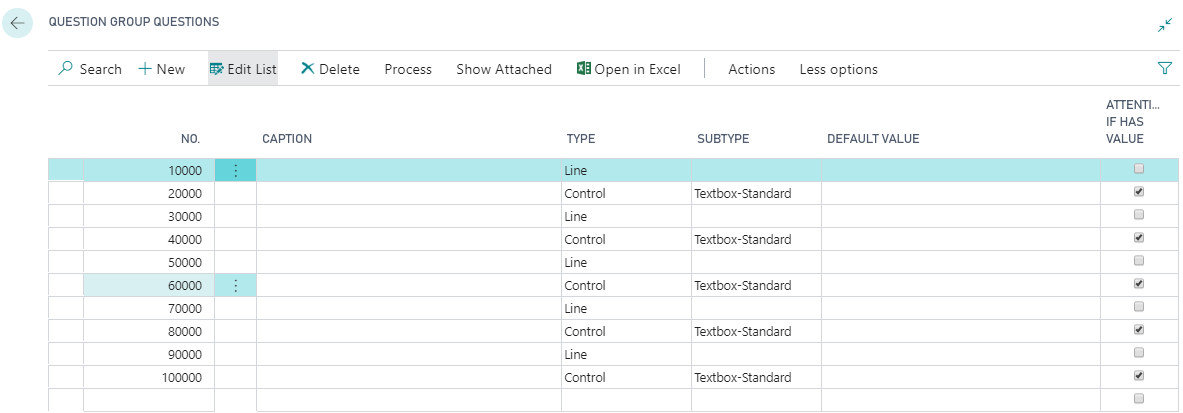 QUESTION GROUP QUESTIONS
Search New Edit List Delete Process Show Attached Open in Excel Actions Less options
NO. CAPTION TYPE SUBTYPE DEFAULT VALUE ATTENTI... IF HAS VALUE
10000 Line
20000 Control Textbox-Standard
30000 Line
40000 Control Textbox-Standard
50000 Line
60000 Control Textbox-Standard
70000 Line
80000 Control Textbox-Standard
90000 Line
100000 Control Textbox-Standard